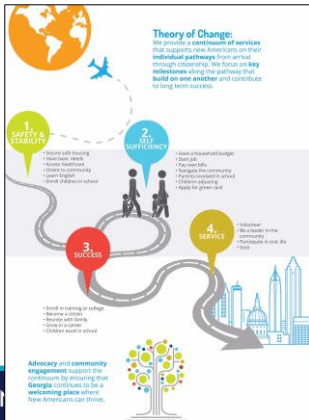 Theory of Change:
We provide a continuum of services
that supports new Americans on their
individual pathways from arrival
through citizenship. We focus on key
milestones along the pathway that
build on one another and contribute
to long term success.
1.
SAFETY &
STABILITY
• Secure safe housing
• Have basic needs
• Access healthcare
• Orient to community
• Learn English
• Enroll children in school
2.
SELF
SUFFICIENCY
• Have a household budget
• Start job
• Pay own bills
• Navigate the community
• Parents involved in school
• Children adjusting
• Apply for green card
3.
SUCCESS
• Enroll in training or college
• Become a citizen
• Reunite with family
• Grow in a career
• Children excel in school
4.
SERVICE
• Volunteer
• Be a leader in the
community
• Participate in civic life
• Vote
Advocacy and community
engagement support the
continuum by ensuring that
Georgia continues to be a
welcoming place where
New Americans can thrive.